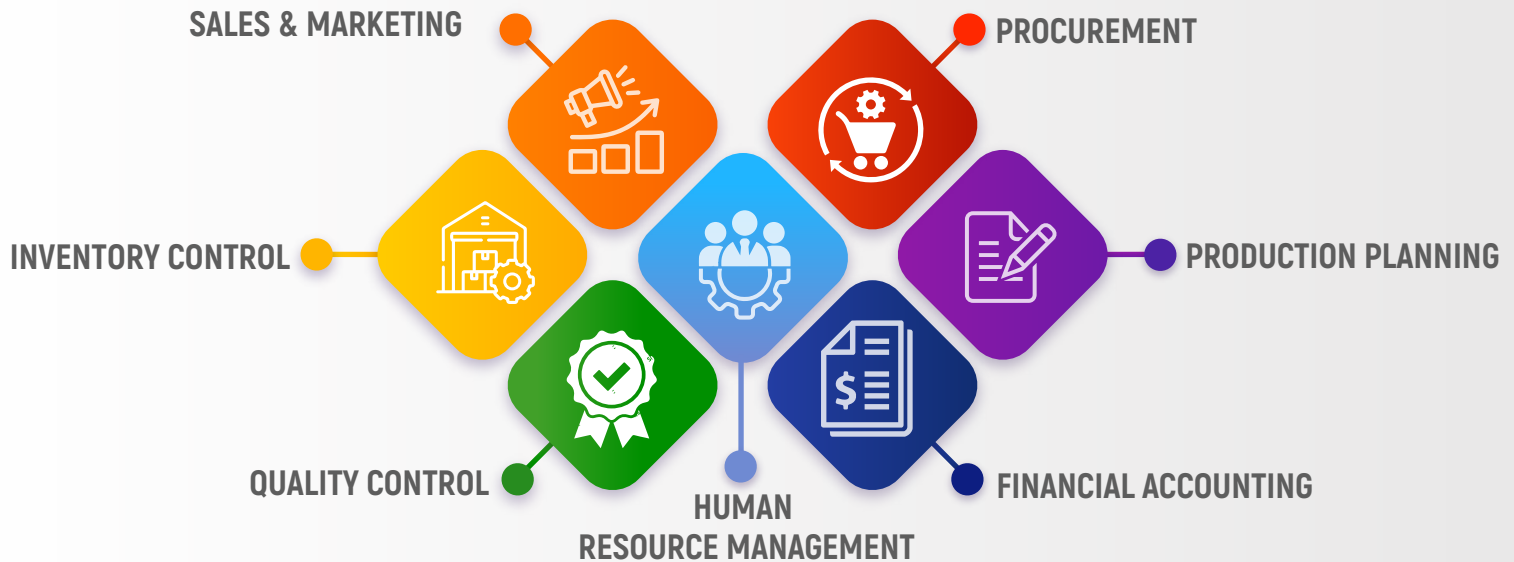 SALES & MARKETING
PROCUREMENT
INVENTORY CONTROL
PRODUCTION PLANNING
$
QUALITY CONTROL
FINANCIAL ACCOUNTING
HUMAN
RESOURCE MANAGEMENT